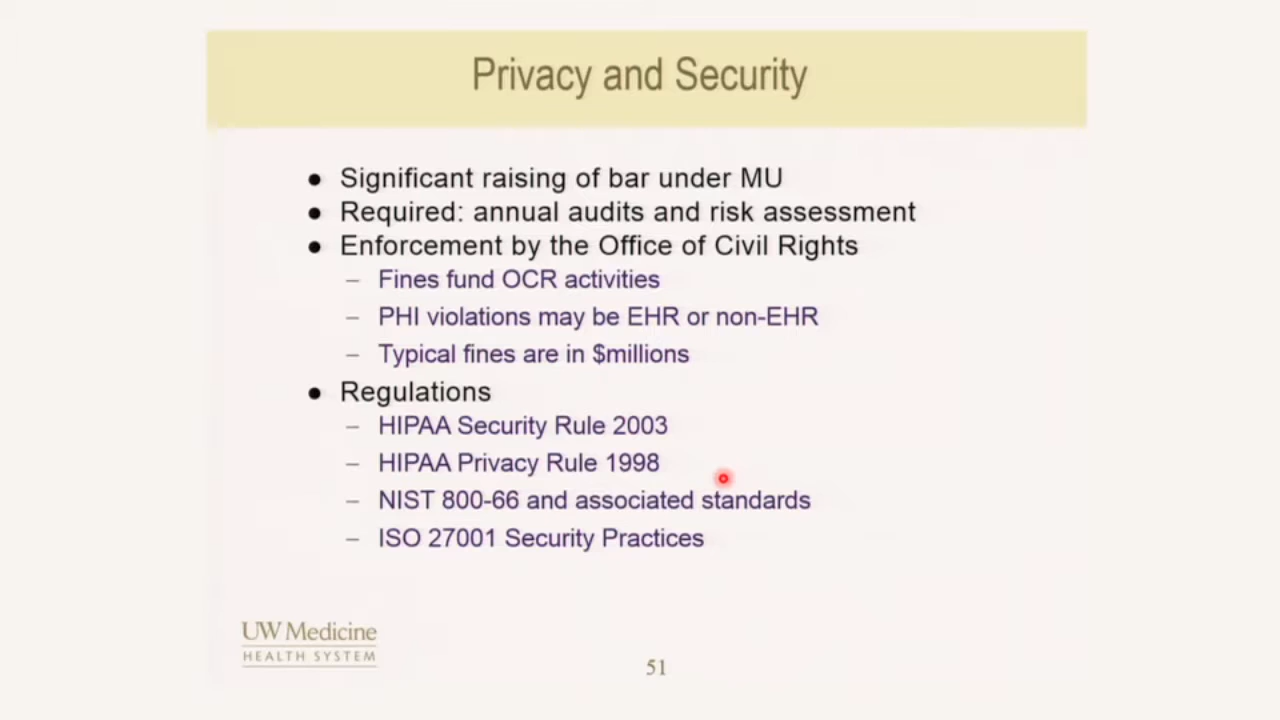 Privacy and Security
● Significant raising of bar under MU
● Required: annual audits and risk assessment
● Enforcement by the Office of Civil Rights
– Fines fund OCR activities
– PHI violations may be EHR or non-EHR
– Typical fines are in $millions
● Regulations
– HIPAA Security Rule 2003
– HIPAA Privacy Rule 1998
– NIST 800-66 and associated standards
– ISO 27001 Security Practices
UW Medicine
HEALTH SYSTEM
51